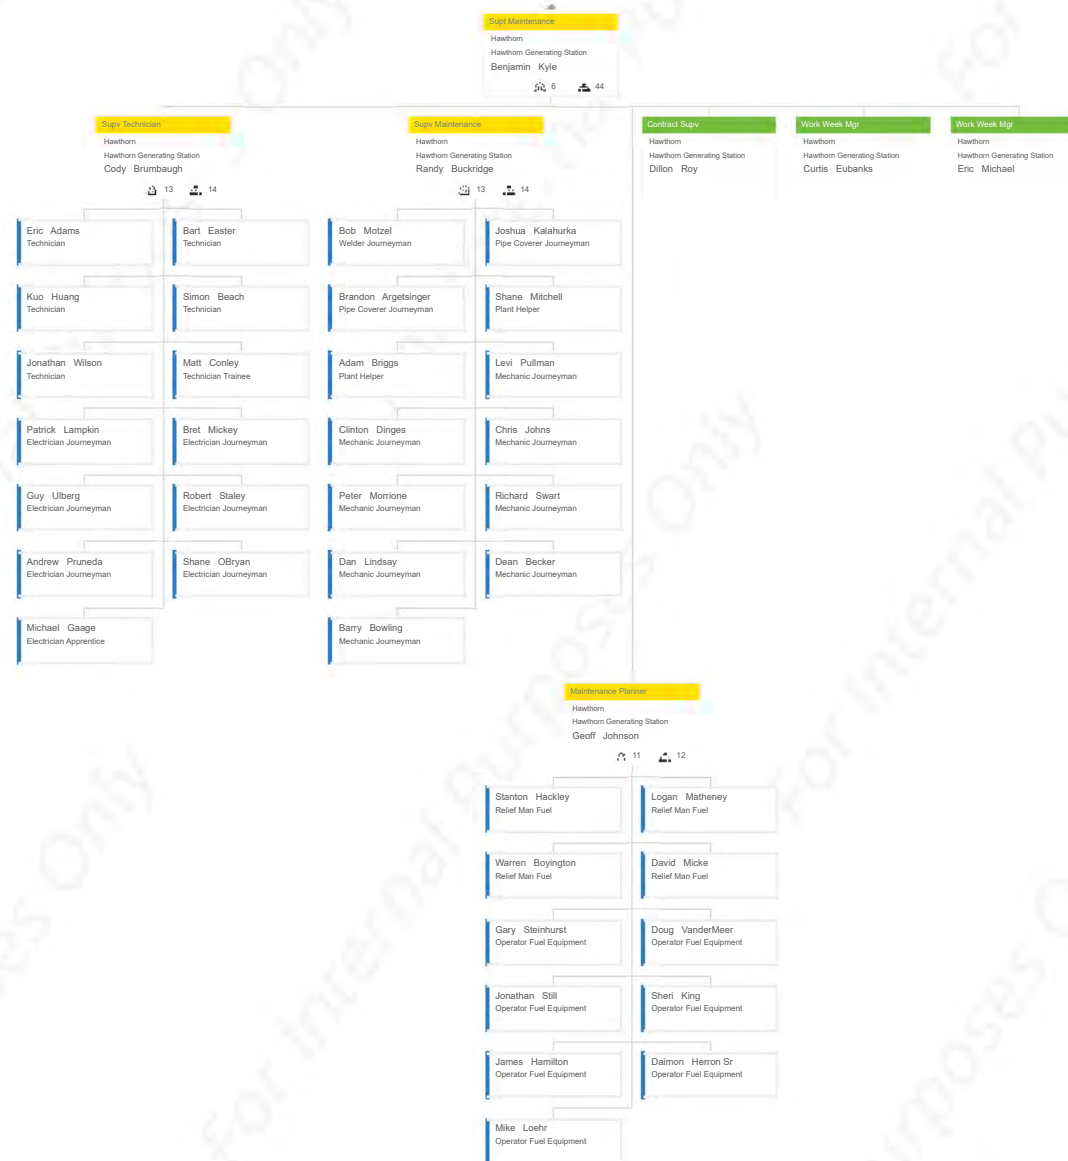 Supt Maintenance
Hawthorn
Hawthorn Generating Station
Benjamin Kyle
6 44
Supv Technician
Hawthorn
Hawthorn Generating Station
Cody Brumbaugh
13 14
Eric Adams
Technician
Bart Easter
Technician
Kuo Huang
Technician
Simon Beach
Technician
Jonathan Wilson
Technician
Matt Conley
Technician Trainee
Patrick Lampkin
Electrician Journeyman
Bret Mickey
Electrician Journeyman
Guy Ulberg
Electrician Journeyman
Robert Staley
Electrician Journeyman
Andrew Pruneda
Electrician Journeyman
Shane OBryan
Electrician Journeyman
Michael Gaage
Electrician Apprentice
Supv Maintenance
Hawthorn
Hawthorn Generating Station
Randy Buckridge
13 14
Bob Motzel
Welder Journeyman
Joshua Kalahurka
Pipe Coverer Journeyman
Brandon Argetsinger
Pipe Coverer Journeyman
Shane Mitchell
Plant Helper
Adam Briggs
Plant Helper
Levi Pullman
Mechanic Journeyman
Clinton Dinges
Mechanic Journeyman
Chris Johns
Mechanic Journeyman
Peter Morrione
Mechanic Journeyman
Richard Swart
Mechanic Journeyman
Dan Lindsay
Mechanic Journeyman
Dean Becker
Mechanic Journeyman
Barry Bowling
Mechanic Journeyman
Contract Supv
Hawthorn
Hawthorn Generating Station
Dillon Roy
Work Week Mgr
Hawthorn
Hawthorn Generating Station
Curtis Eubanks
Work Week Mgr
Hawthorn
Hawthorn Generating Station
Eric Michael
Maintenance Planner
Hawthorn
Hawthorn Generating Station
Geoff Johnson
11 12
Stanton Hackley
Relief Man Fuel
Logan Matheney
Relief Man Fuel
Warren Boyington
Relief Man Fuel
David Micke
Relief Man Fuel
Gary Steinhurst
Operator Fuel Equipment
Doug VanderMeer
Operator Fuel Equipment
Jonathan Still
Operator Fuel Equipment
Sheri King
Operator Fuel Equipment
James Hamilton
Operator Fuel Equipment
Daimon Herron Sr
Operator Fuel Equipment
Mike Loehr
Operator Fuel Equipment
For Internal Purposes Only